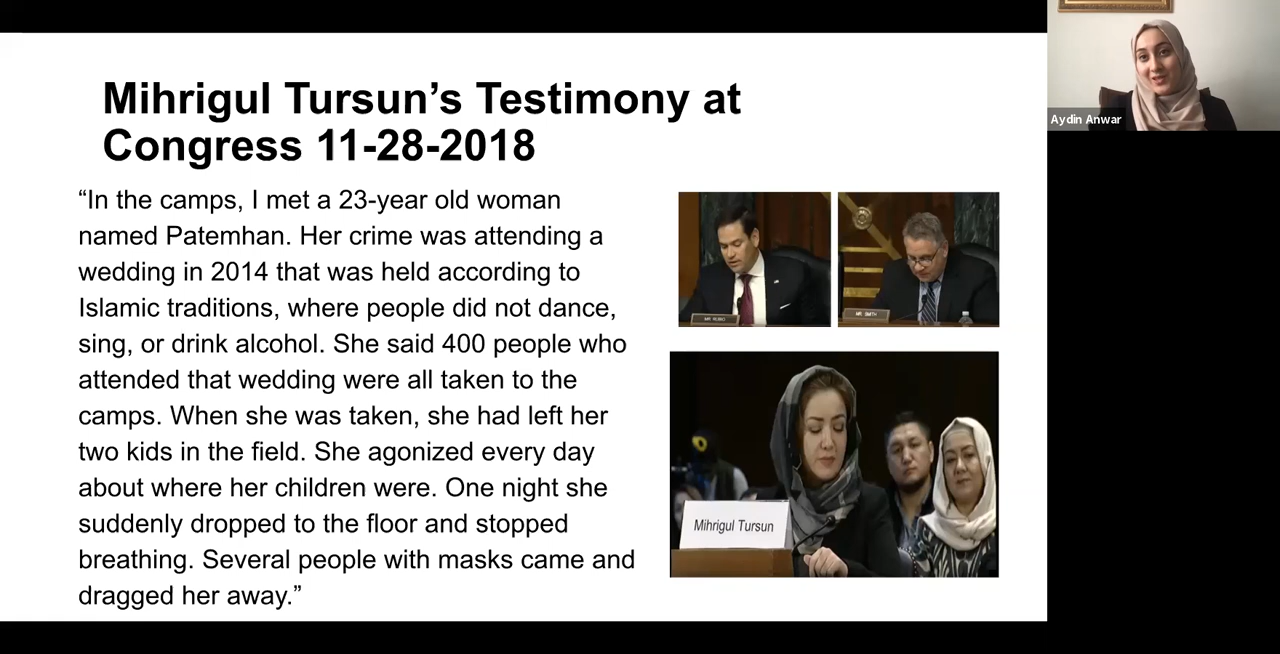 Mihrigul Tursun’s Testimony at
Congress 11-28-2018
“In the camps, I met a 23-year old woman
named Patemhan. Her crime was attending a
wedding in 2014 that was held according to
Islamic traditions, where people did not dance,
sing, or drink alcohol. She said 400 people who
attended that wedding were all taken to the
camps. When she was taken, she had left her
two kids in the field. She agonized every day
about where her children were. One night she
suddenly dropped to the floor and stopped
breathing. Several people with masks came and
dragged her away.”
MR. RUBIO
MR. SMITH
Mihrigul Tursun
Aydin Anwar